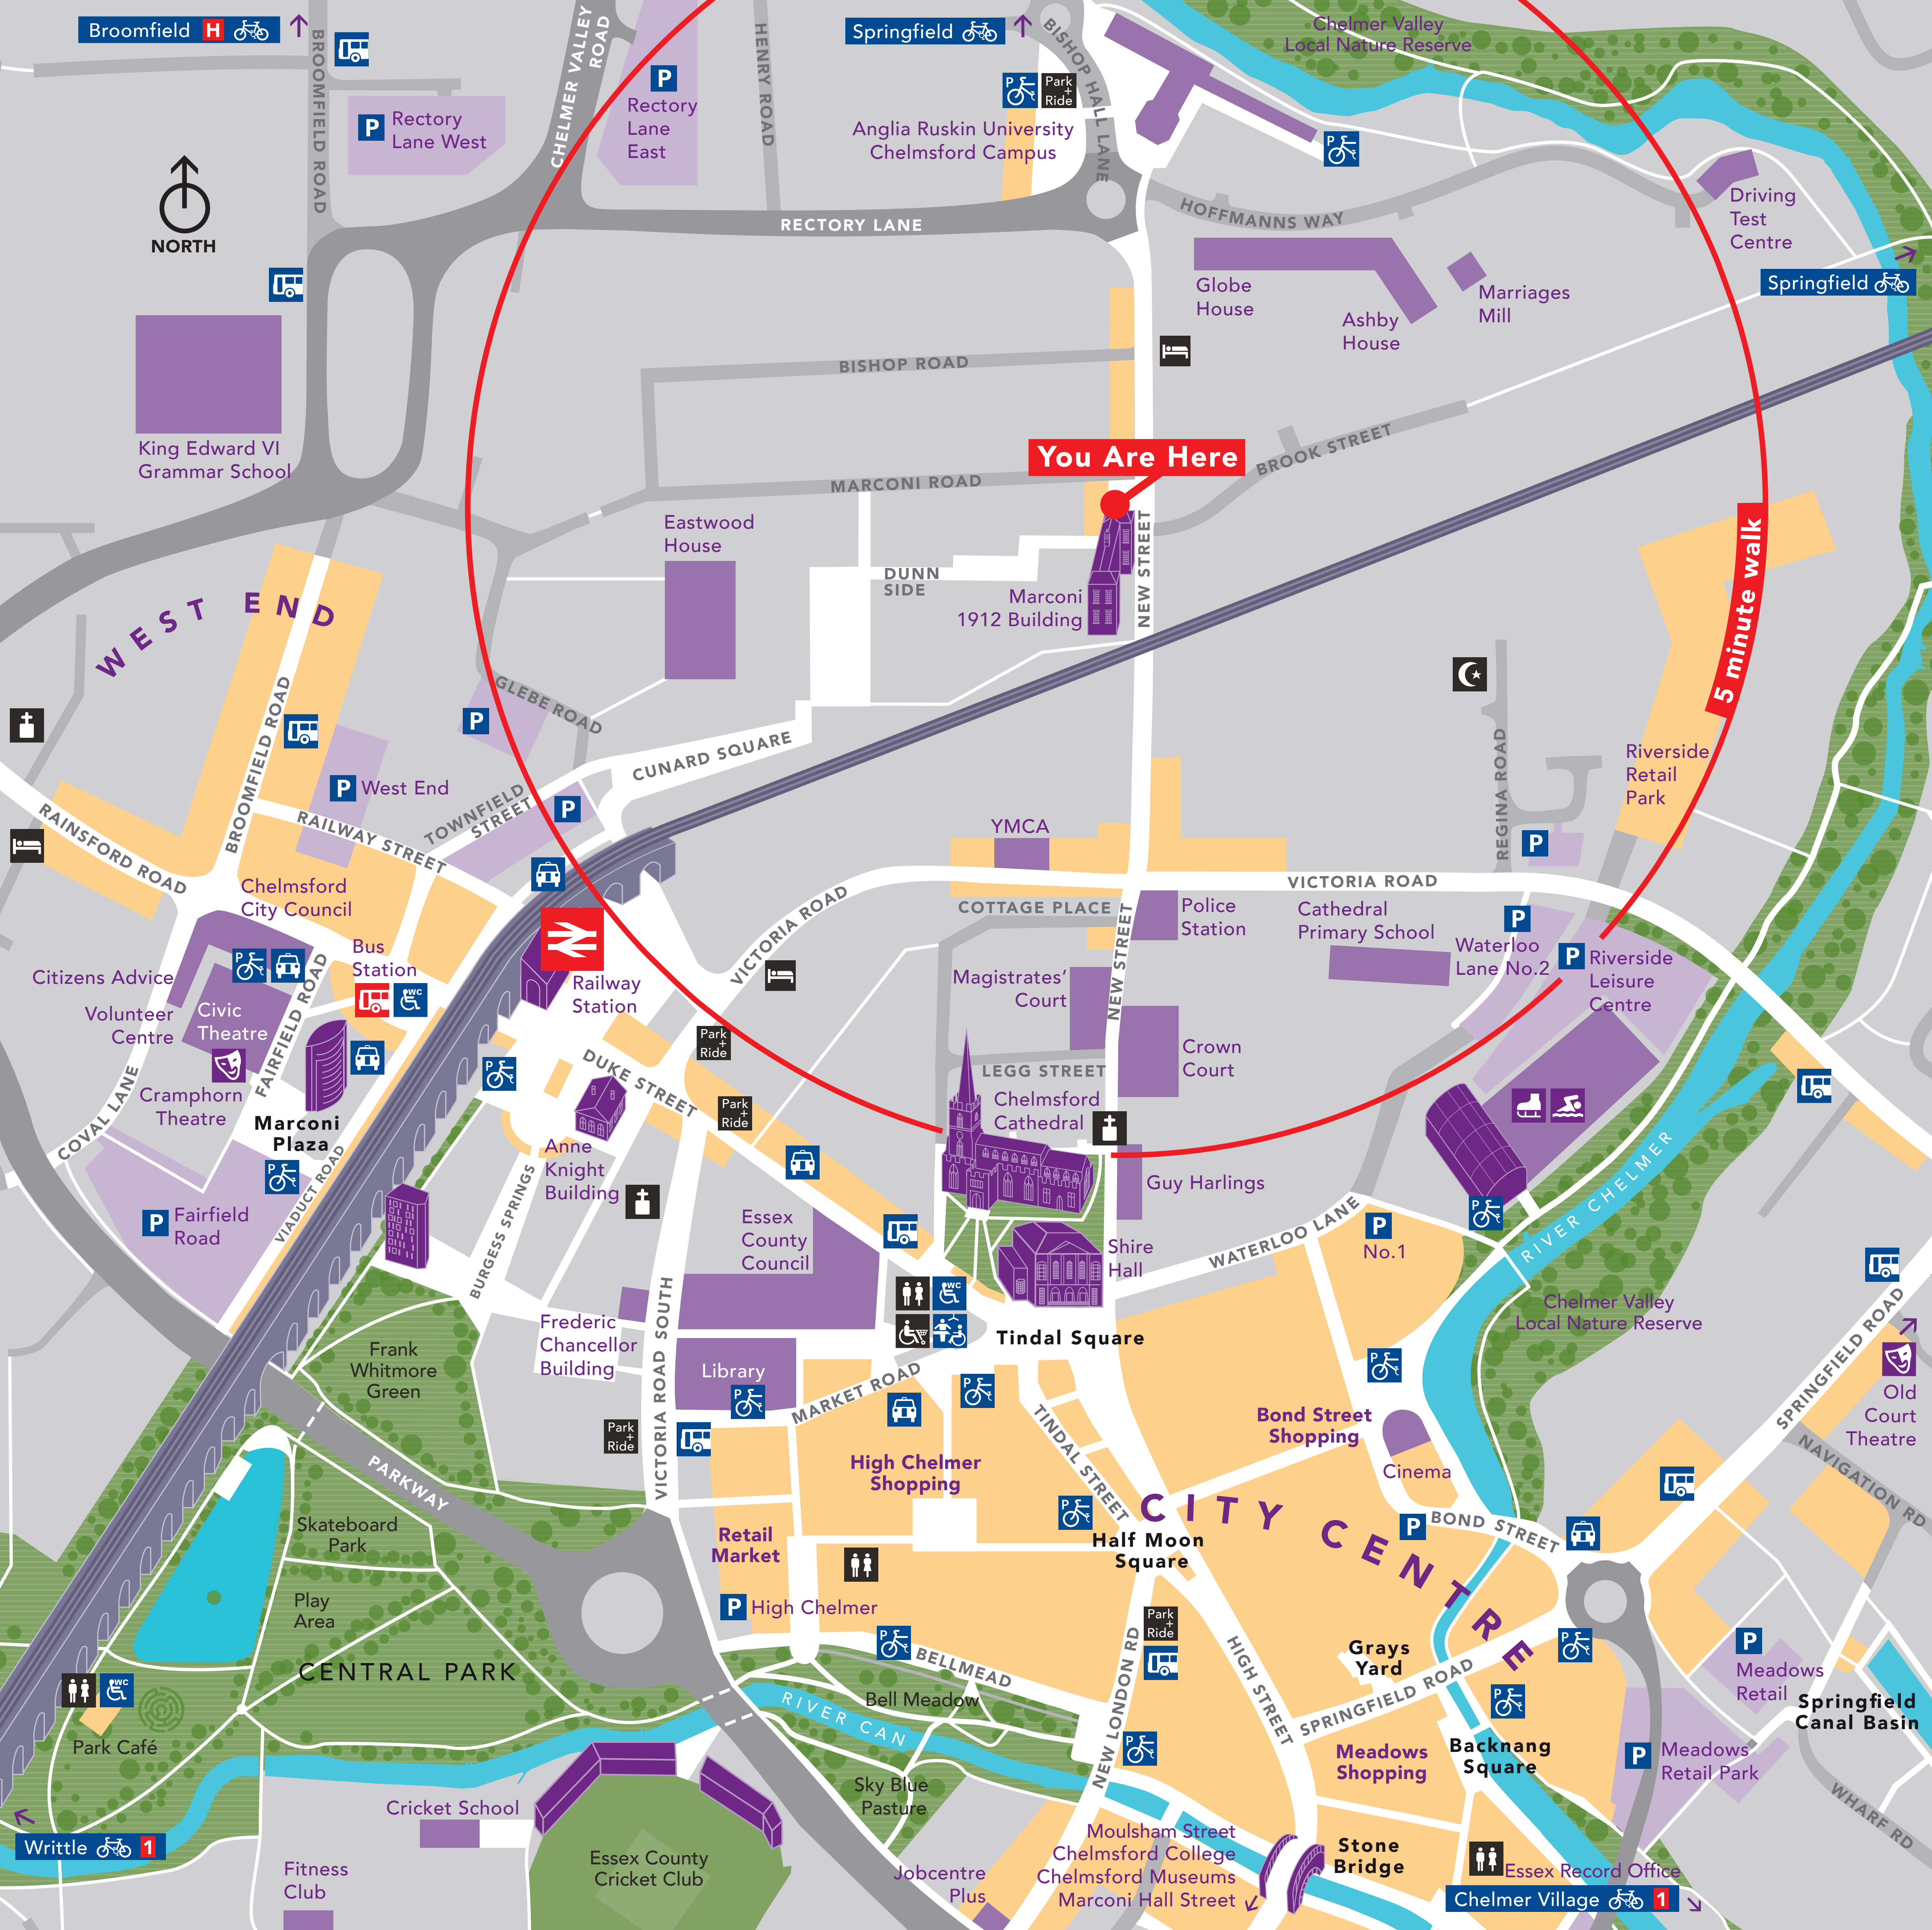 Broomfield H
Springfield
Chelmer Valley
Local Nature Reserve
BROOMFIELD ROAD
CHELMER VALLEY
ROAD
HENRY ROAD
BISHOP HALL LANE
P
Rectory
Lane West
P
Rectory
Lane
East
P
Park
+
Ride
Anglia Ruskin University
Chelmsford Campus
P
NORTH
RECTORY LANE
HOFFMANNS WAY
Driving
Test
Centre
Springfield
Globe
House
Ashby
House
Marriages
Mill
King Edward VI
Grammar School
BISHOP ROAD
You Are Here
BROOK STREET
MARCONI ROAD
Eastwood
House
DUNN
SIDE
Marconi
1912 Building
NEW STREET
5 minute walk
WEST END
GLEBE ROAD
P
CUNARD SQUARE
BROOMFIELD ROAD
P West End
TOWNFIELD
STREET
P
RAILWAY STREET
RAINSFORD ROAD
REGINA ROAD
Riverside
Retail
Park
P
YMCA
VICTORIA ROAD
VICTORIA ROAD
COTTAGE PLACE
NEW STREET
Police
Station
Cathedral
Primary School
P
Waterloo
Lane No.2
P
Riverside
Leisure
Centre
Chelmsford
City Council
Bus
Station
WC
P
Citizens Advice
Volunteer
Centre
Civic
Theatre
FAIRFIELD ROAD
Cramphorn
Theatre
COVAL LANE
Marconi
Plaza
P
VIADUCT ROAD
P
Fairfield
Road
Railway
Station
P
DUKE STREET
Park
+
Ride
Park
+
Ride
Magistrates’
Court
Crown
Court
LEGG STREET
Chelmsford
Cathedral
Guy Harlings
Anne
Knight
Building
BURGESS SPRINGS
Essex
County
Council
Shire
Hall
WATERLOO LANE
P
No.1
P
RIVER CHELMER
Chelmer Valley
Local Nature Reserve
SPRINGFIELD ROAD
Old
Court
Theatre
NAVIGATION RD
Frederic
Chancellor
Building
VICTORIA ROAD SOUTH
WC
Tindal Square
Frank
Whitmore
Green
Library
P
MARKET ROAD
P
P
Park
+
Ride
TINDAL STREET
Bond Street
Shopping
Cinema
High Chelmer
Shopping
PARKWAY
Skateboard
Park
Play
Area
CENTRAL PARK
WC
Park Café
Retail
Market
P High Chelmer
P
Half Moon
Square
CITY CENTRE
P
BOND STREET
P
BELLMEAD
Bell Meadow
RIVER CAN
Sky Blue
Pasture
Park
+
Ride
NEW LONDON RD
P
HIGH STREET
Grays
Yard
SPRINGFIELD ROAD
P
Meadows
Shopping
Backnang
Square
P
Meadows
Retail
P
Meadows
Retail Park
Springfield
Canal Basin
WHARF RD
Writtle 1
Cricket School
Fitness
Club
Essex County
Cricket Club
Jobcentre
Plus
Moulsham Street
Chelmsford College
Chelmsford Museums
Marconi Hall Street
Stone
Bridge
Essex Record Office
Chelmer Village 1